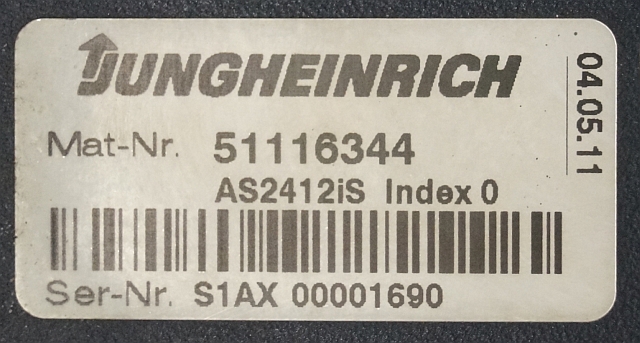 JUNGHEINRICH
Mat-Nr. 51116344
AS2412iS Index 0
Ser-Nr. S1AX 00001690
04.05.11